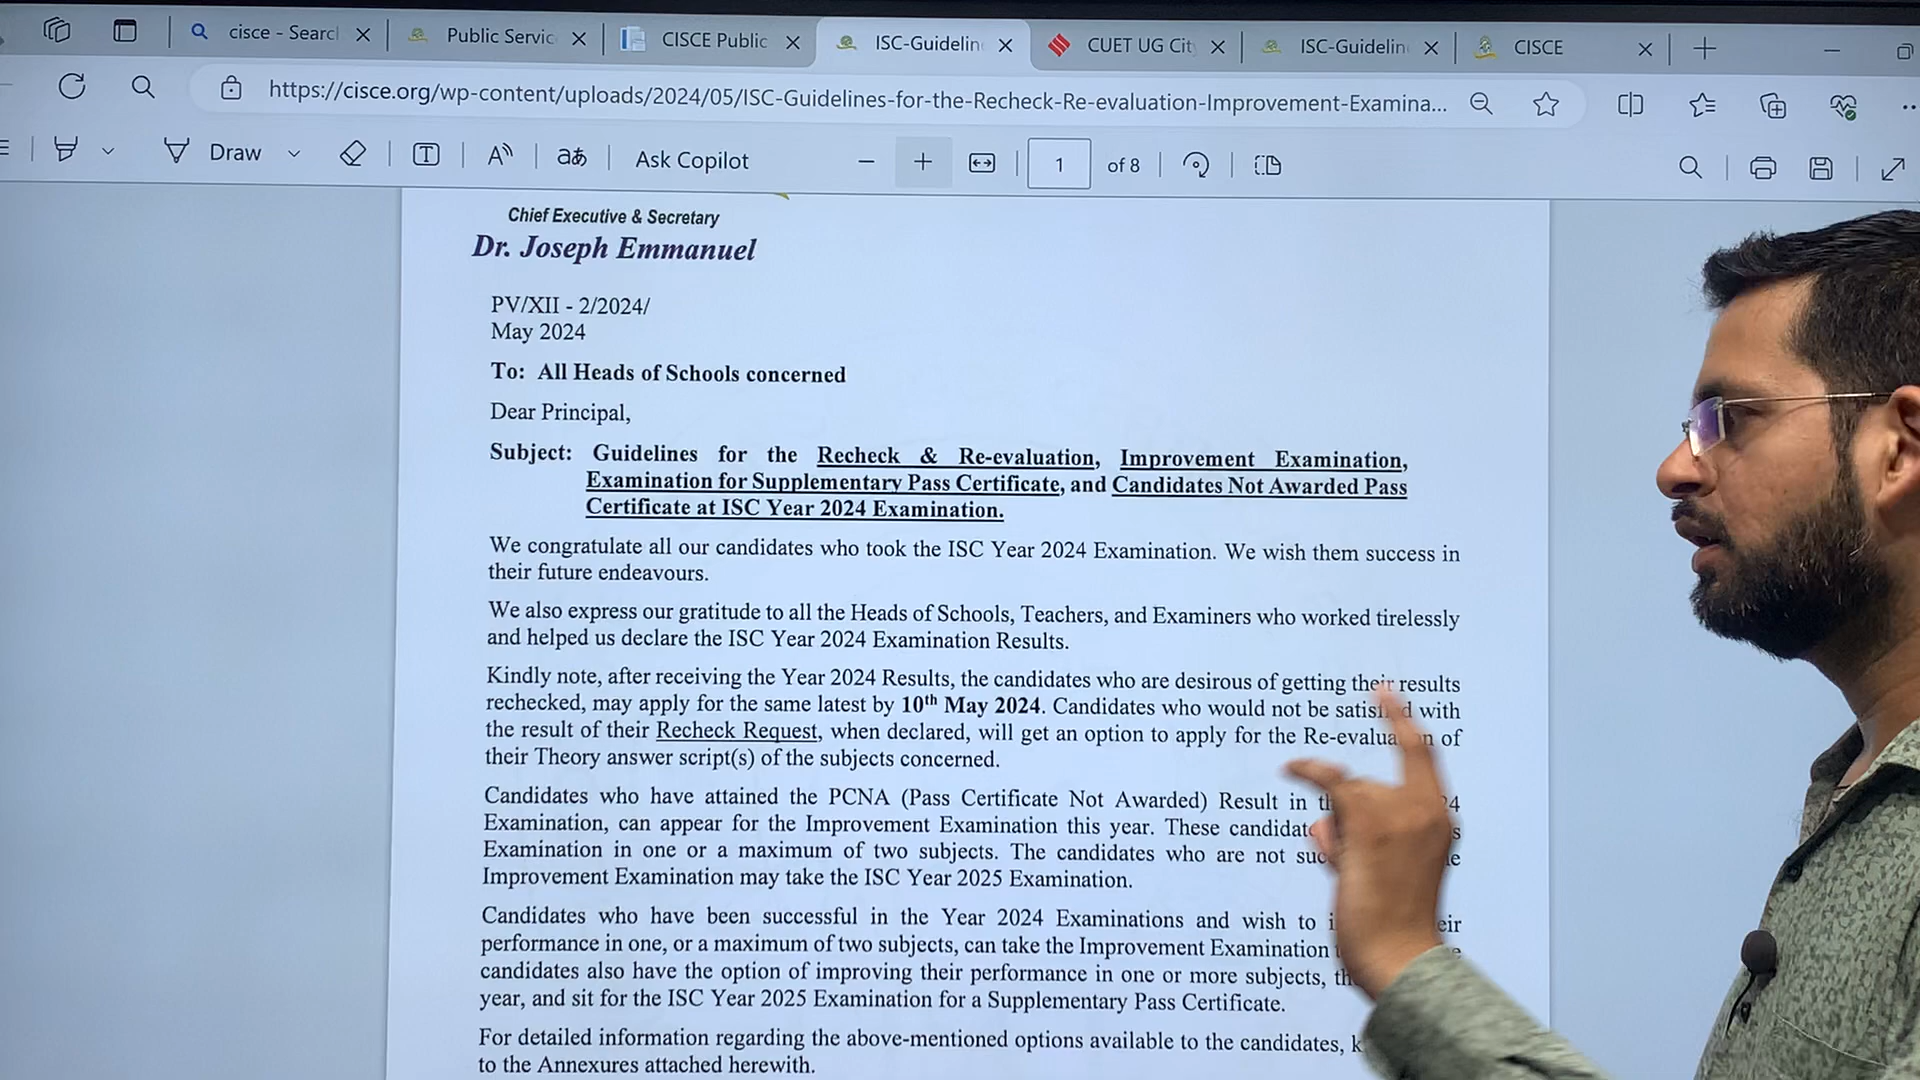 cisce - Search
Public Servic
CISCE Public
ISC-Guidelin
CUET UG City
ISC-Guidelin
CISCE
https://cisce.org/wp-content/uploads/2024/05/ISC-Guidelines-for-the-Recheck-Re-evaluation-Improvement-Examina...
Draw
Ask Copilot
1 of 8
Chief Executive & Secretary
Dr. Joseph Emmanuel
PV/XII - 2/2024/
May 2024
To: All Heads of Schools concerned
Dear Principal,
Subject: Guidelines for the Recheck & Re-evaluation, Improvement Examination,
Examination for Supplementary Pass Certificate, and Candidates Not Awarded Pass
Certificate at ISC Year 2024 Examination.
We congratulate all our candidates who took the ISC Year 2024 Examination. We wish them success in
their future endeavours.
We also express our gratitude to all the Heads of Schools, Teachers, and Examiners who worked tirelessly
and helped us declare the ISC Year 2024 Examination Results.
Kindly note, after receiving the Year 2024 Results, the candidates who are desirous of getting their results
rechecked, may apply for the same latest by 10th May 2024. Candidates who would not be satisfied with
the result of their Recheck Request, when declared, will get an option to apply for the Re-evaluation of
their Theory answer script(s) of the subjects concerned.
Candidates who have attained the PCNA (Pass Certificate Not Awarded) Result in
Examination, can appear for the Improvement Examination this year. These
Examination in one or a maximum of two subjects. The candidates who are not
Improvement Examination may take the ISC Year 2025 Examination.
Candidates who have been successful in the Year 2024 Examinations and wish to
performance in one, or a maximum of two subjects, can take the Improvement Examination
candidates also have the option of improving their performance in one or more subjects,
year, and sit for the ISC Year 2025 Examination for a Supplementary Pass Certificate.
For detailed information regarding the above-mentioned options available to the candidates,
to the Annexures attached herewith.